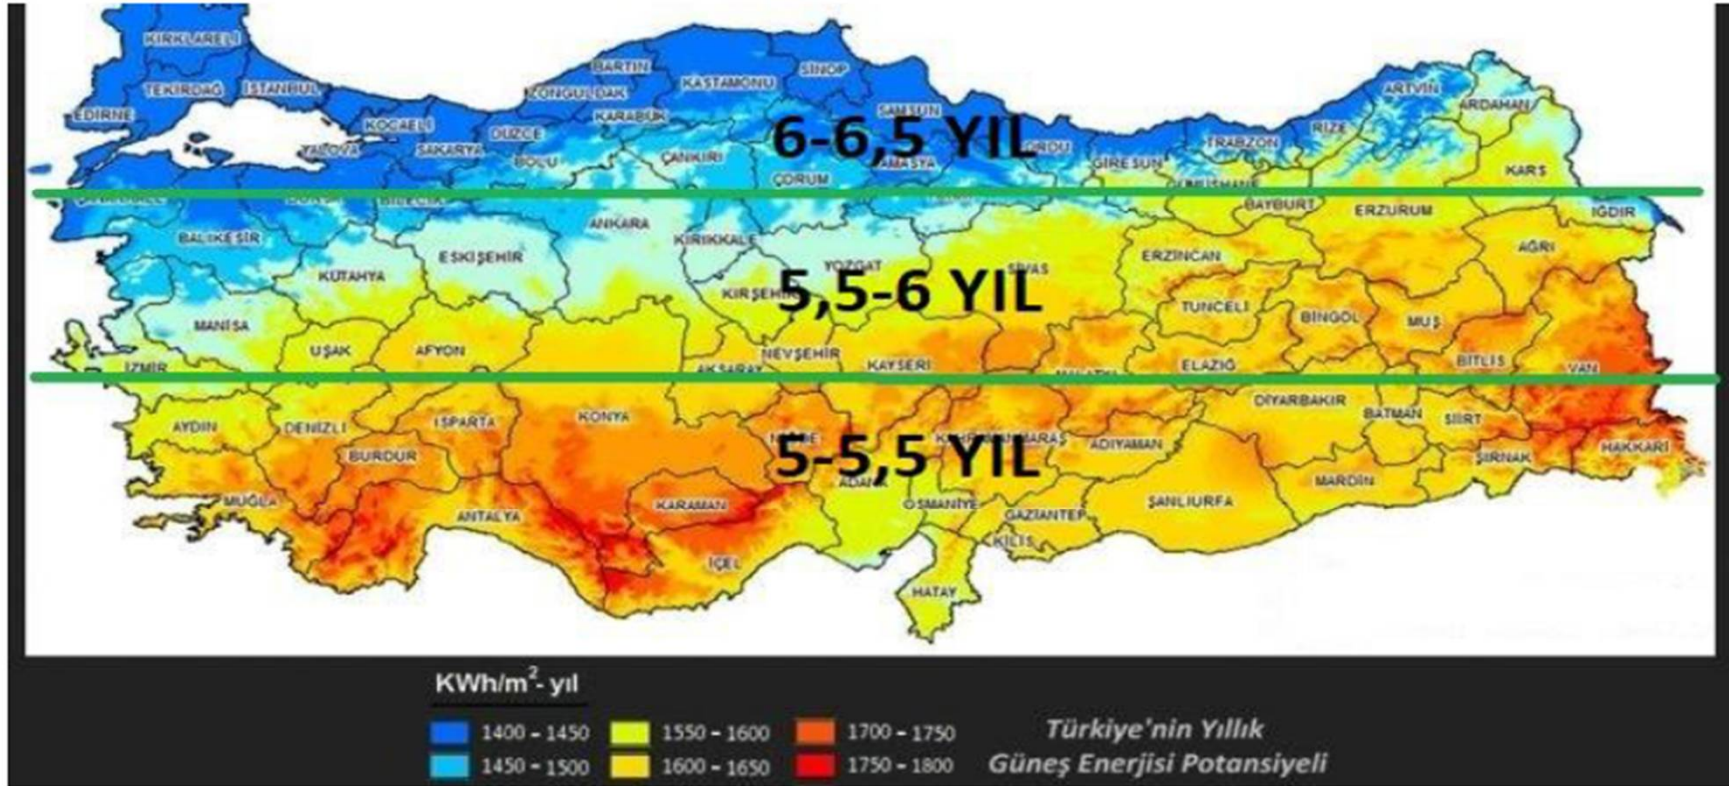 KIRKLARELİ
TEKİRDAĞ
İSTANBUL
EDİRNE
KOCAELİ
YALOVA
SAKARYA
DÜZCE
BOLU
ZONGULDAK
BARTIN
KARABÜK
KASTAMONU
SİNOP
ÇANKIRI
ÇORUM
SAMSUN
6-6,5 YIL
GİRESUN
TRABZON
RİZE
ARTVİN
ARDAHAN
KARS
BALIKESİR
KÜTAHYA
ESKİŞEHİR
ANKARA
KIRIKKALE
YOZGAT
SİVAS
BAYBURT
ERZURUM
IĞDIR
ERZİNCAN
AĞRI
5,5-6 YIL
TUNCELİ
BİNGÖL
MUŞ
MANİSA
UŞAK
AFYON
NEVŞEHİR
KAYSERİ
AKSARAY
ELAZIĞ
BİTLİS
VAN
İZMİR
AYDIN
DENİZLİ
ISPARTA
BURDUR
KONYA
5-5,5 YIL
ADIYAMAN
DİYARBAKIR
BATMAN
SİİRT
ŞIRNAK
HAKKARİ
MARDİN
ŞANLIURFA
MUĞLA
ANTALYA
KARAMAN
İÇEL
ADANA
OSMANİYE
GAZİANTEP
KİLİS
HATAY
KWh/m²- yıl
1400 – 1450 1550 – 1600 1700 – 1750
1450 – 1500 1600 – 1650 1750 – 1800
Türkiye'nin Yıllık
Güneş Enerjisi Potansiyeli